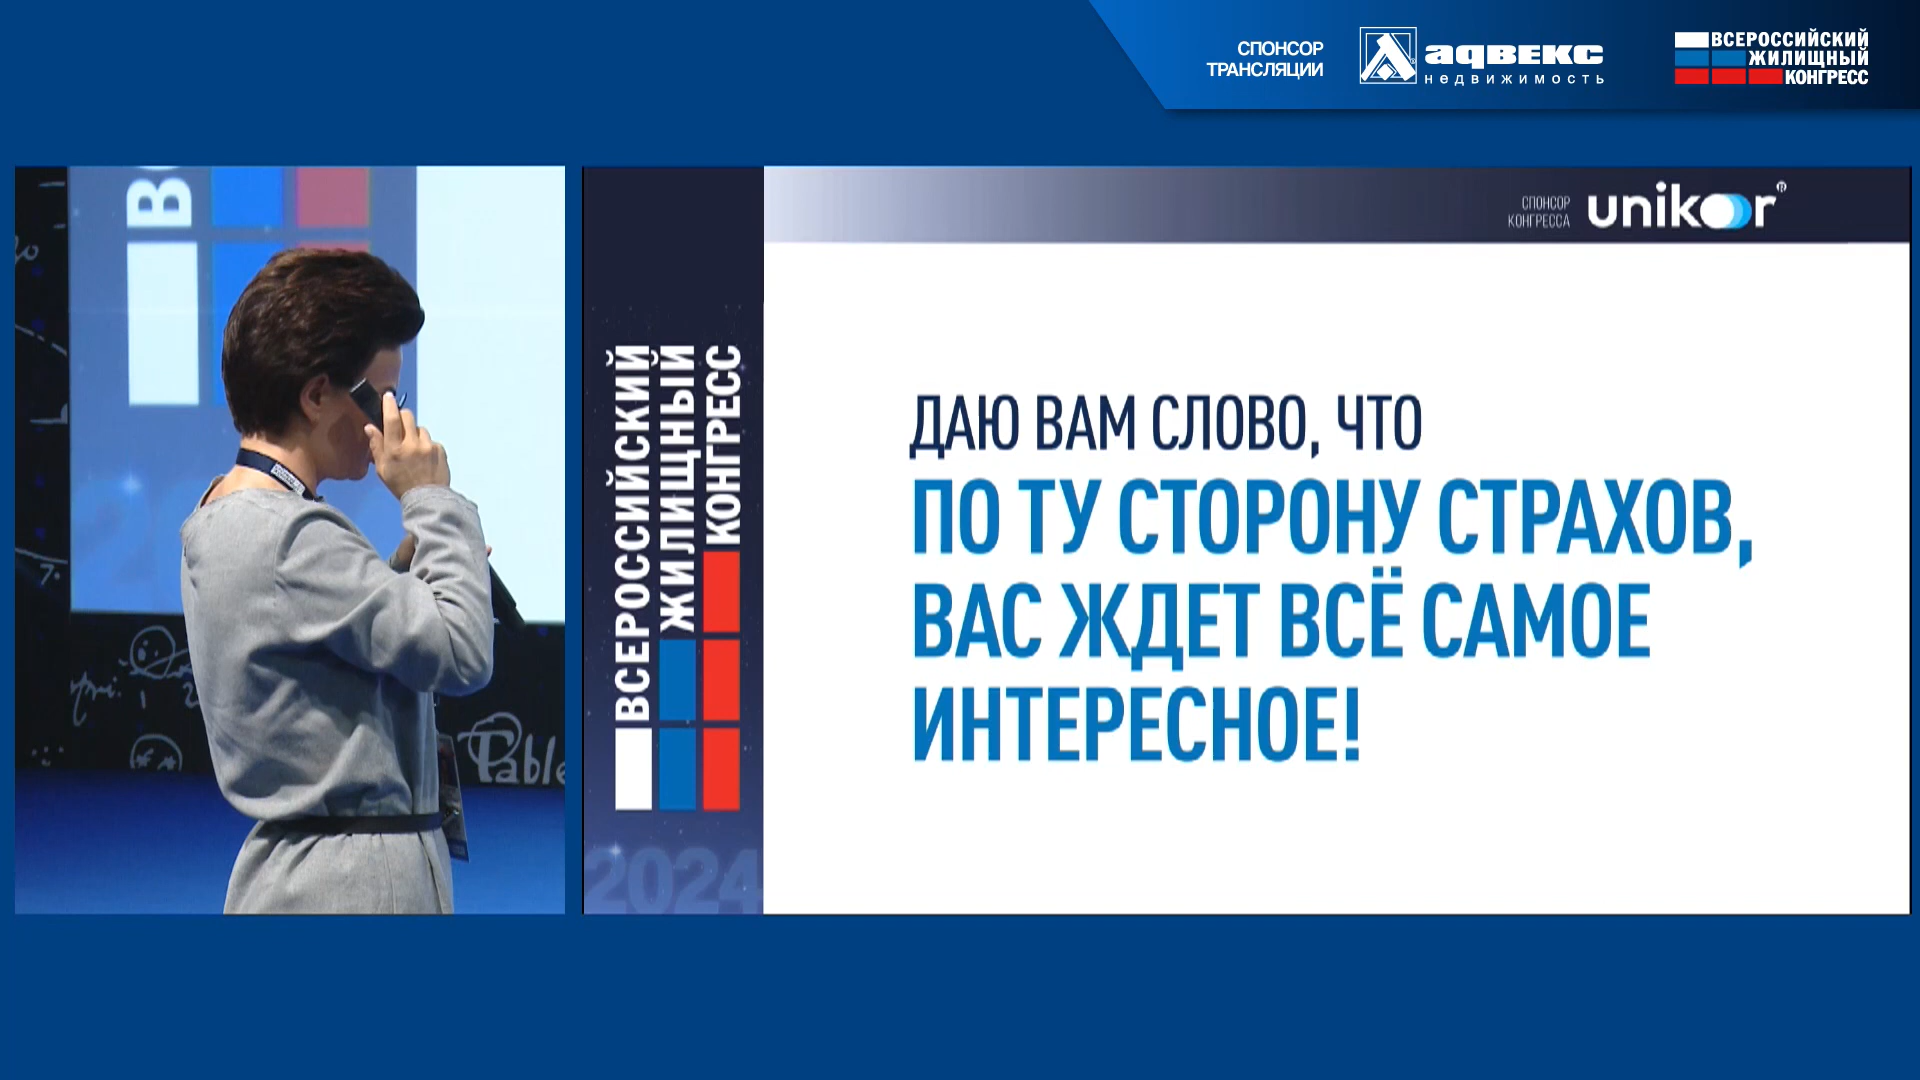 СПОНСОР
ТРАНСЛЯЦИИ
адвекс
недвижимость
ВСЕРОССИЙСКИЙ
ЖИЛИЩНЫЙ
КОНГРЕСС
СПОНСОР
КОНГРЕССА
unikoor®
ВСЕРОССИЙСКИЙ
ЖИЛИЩНЫЙ
КОНГРЕСС
2024
ДАЮ ВАМ СЛОВО, ЧТО
ПО ТУ СТОРОНУ СТРАХОВ,
ВАС ЖДЕТ ВСЁ САМОЕ
ИНТЕРЕСНОЕ!